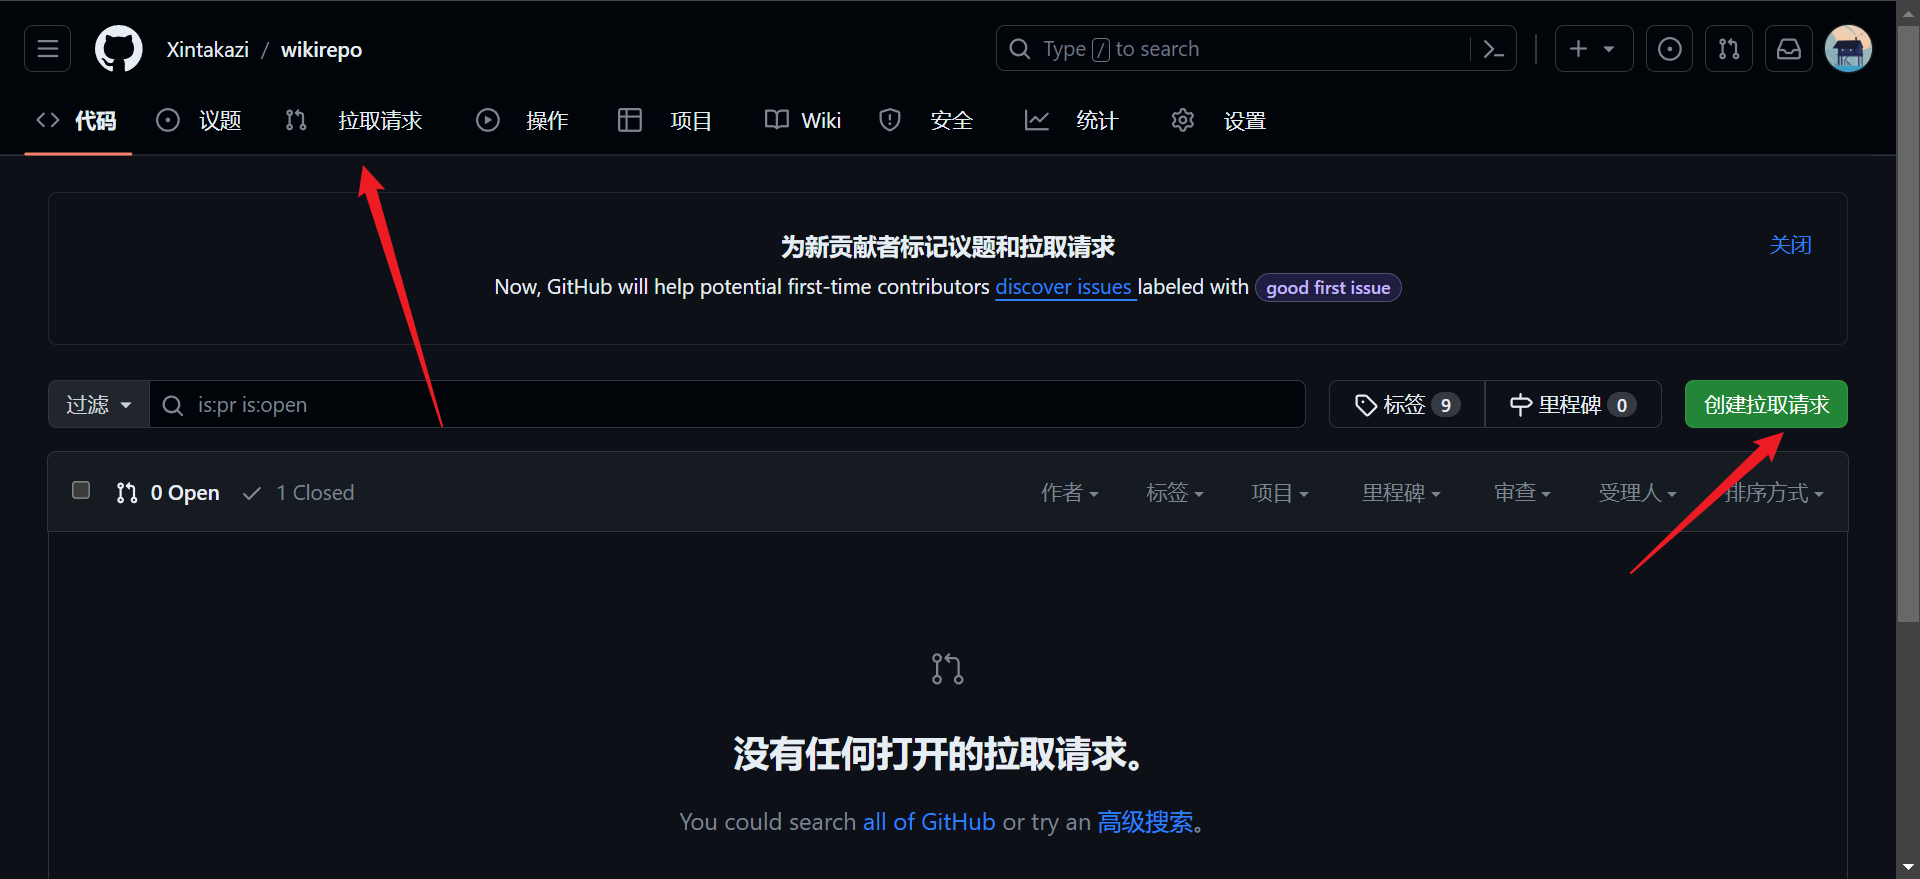 Xintakazi / wikirepo
Type / to search
代码 议题 拉取请求 操作 项目 Wiki 安全 统计 设置
为新贡献者标记议题和拉取请求
关闭
Now, GitHub will help potential first-time contributors discover issues labeled with good first issue
过滤 is:pr is:open 标签 9 里程碑 0 创建拉取请求
0 Open 1 Closed 作者 标签 项目 里程碑 审查 受理人 排序方式
没有任何打开的拉取请求。
You could search all of GitHub or try an 高级搜索。